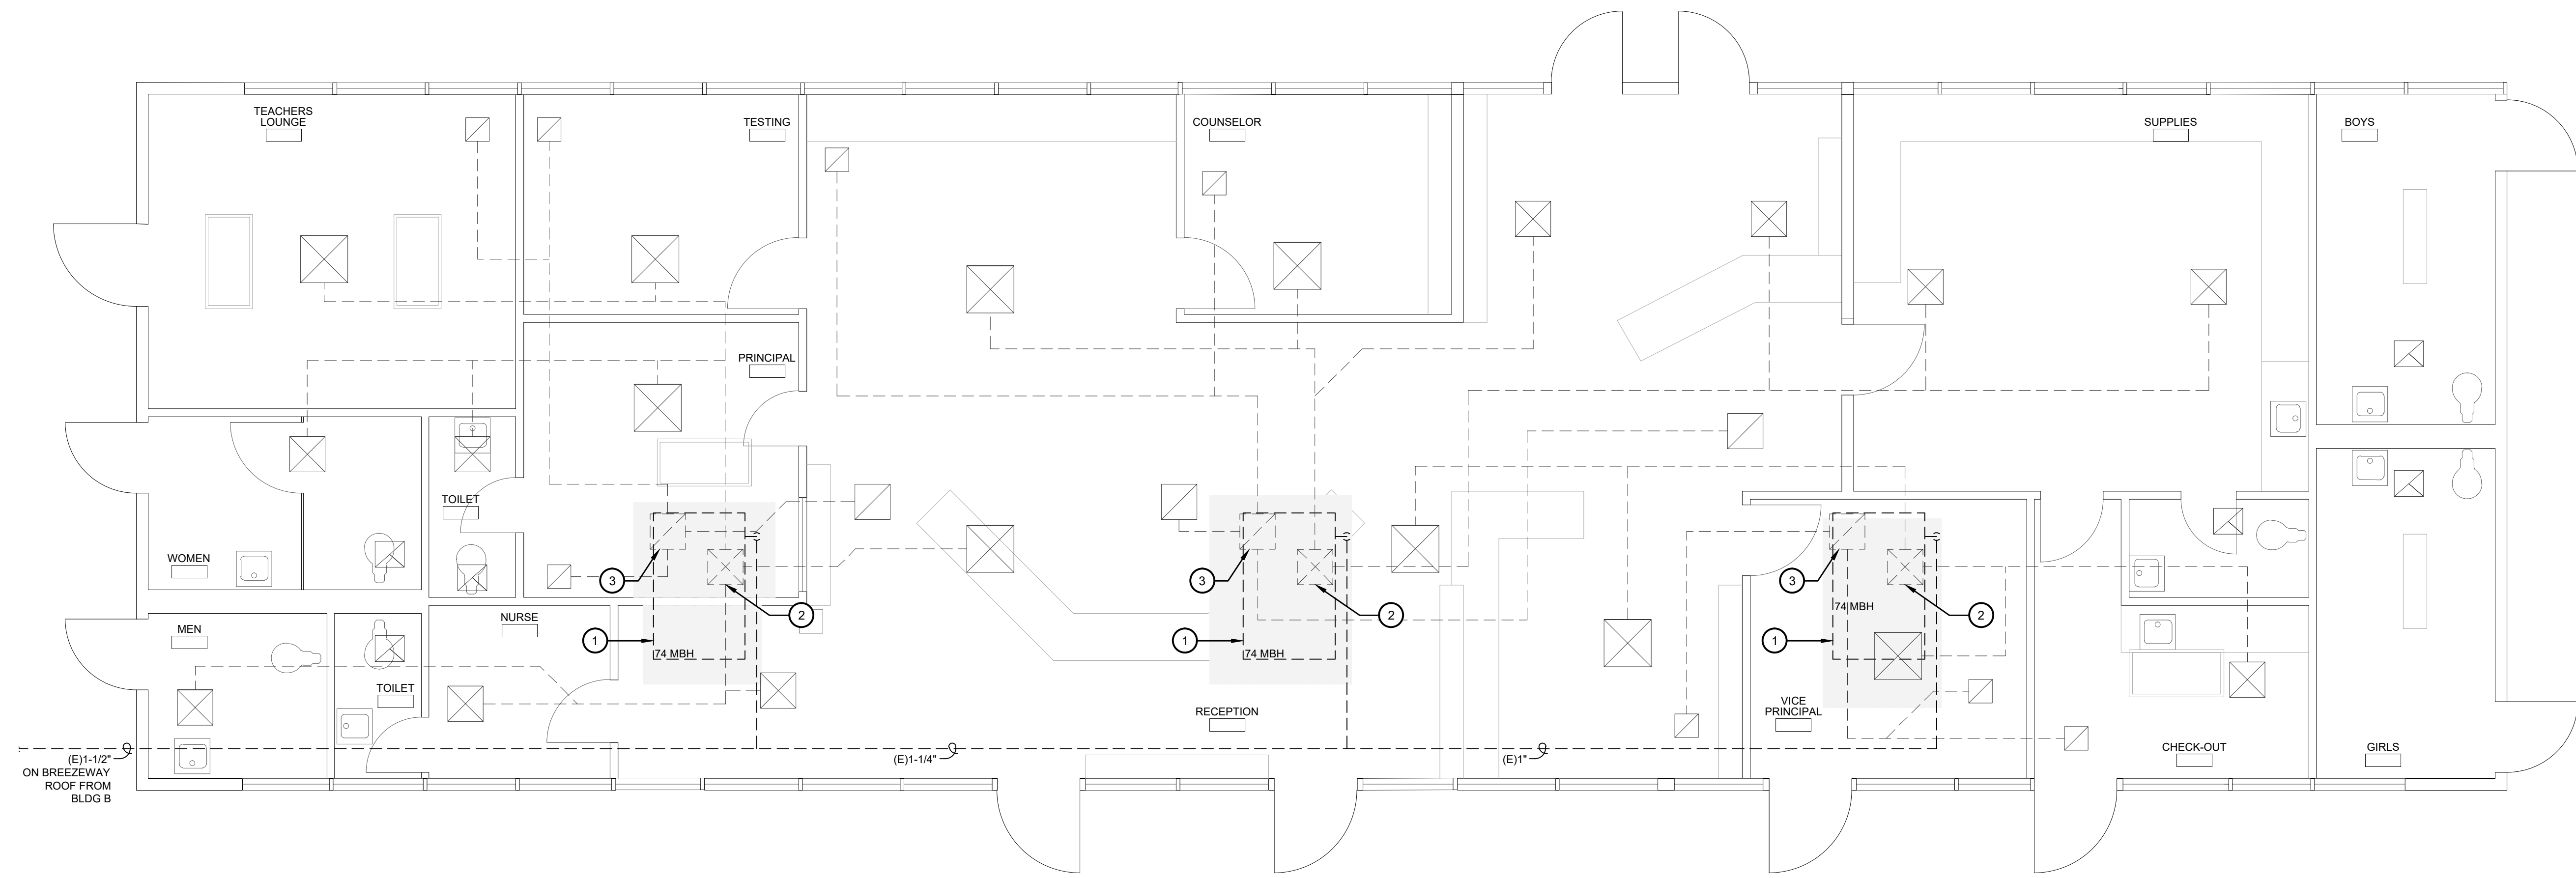 TEACHERS
LOUNGE
TESTING
COUNSELOR
SUPPLIES
BOYS
PRINCIPAL
TOILET
WOMEN
3
3
3
2
2
2
MEN
NURSE
1
1
1
74 MBH
74 MBH
74 MBH
TOILET
RECEPTION
VICE
PRINCIPAL
CHECK-OUT
GIRLS
(E)1-1/2"
ON BREEZEWAY
ROOF FROM
BLDG B
(E)1-1/4"
(E)1"